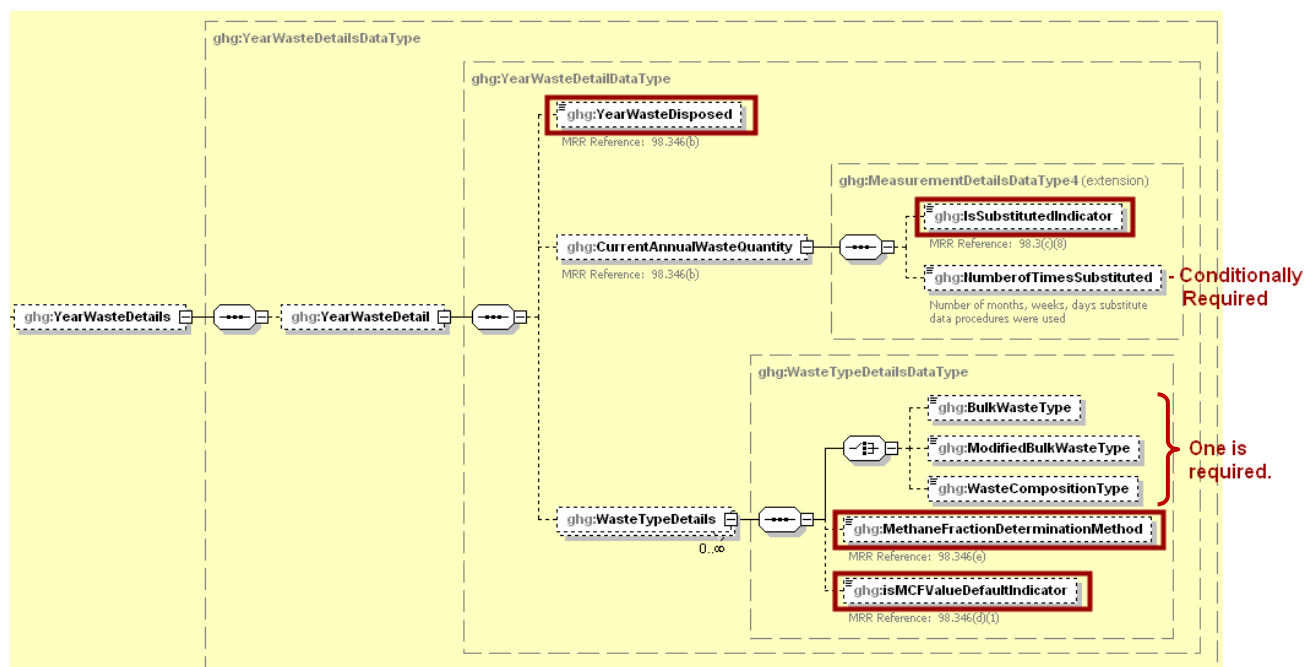 ghg:YearWasteDetailsDataType
ghg:YearWasteDetailDataType
ghg:YearWasteDisposed
MRR Reference: 98.346(b)
ghg:MeasurementDetailsDataType4 (extension)
ghg:IsSubstitutedIndicator
MRR Reference: 98.3(c)(8)
ghg:CurrentAnnualWasteQuantity
MRR Reference: 98.346(b)
ghg:NumberofTimesSubstituted
- Conditionally
Required
Number of months, weeks, days substitute
data procedures were used
ghg:YearWasteDetails
ghg:YearWasteDetail
ghg:WasteTypeDetailsDataType
ghg:BulkWasteType
ghg:ModifiedBulkWasteType
ghg:WasteCompositionType
One is
required.
ghg:WasteTypeDetails
0..∞
ghg:MethaneFractionDeterminationMethod
MRR Reference: 98.346(e)
ghg:isMCFValueDefaultIndicator
MRR Reference: 98.346(d)(1)